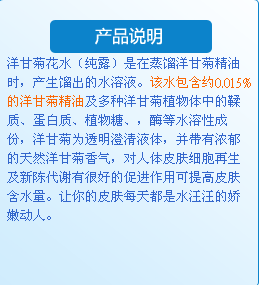 产品说明
洋甘菊花水（纯露）是在蒸馏洋甘菊精油
时，产生馏出的水溶液。该水包含约0.015%
的洋甘菊精油及多种洋甘菊植物体中的鞣
质、蛋白质、植物糖、，酶等水溶性成
份，洋甘菊为透明澄清液体，并带有浓郁
的天然洋甘菊香气，对人体皮肤细胞再生
及新陈代谢有很好的促进作用可提高皮肤
含水量。让你的皮肤每天都是水汪汪的娇
嫩动人。